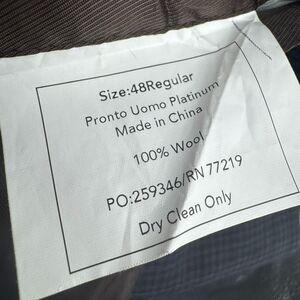 Size:48Regular
Pronto Uomo Platinum
Made in China
100% Wool
PO:259346/RN 77219
Dry Clean Only